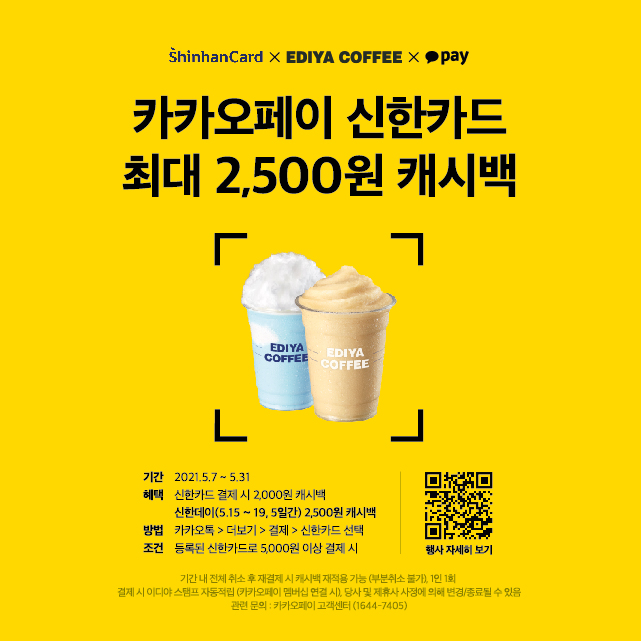 ShinhanCard × EDIYA COFFEE × pay
카카오페이 신한카드
최대 2,500원 캐시백
EDIYA COFFEE
EDIYA COFFEE
기간 2021.5.7 ~ 5.31
혜택 신한카드 결제 시 2,000원 캐시백
신한데이(5.15 ~ 19, 5일간) 2,500원 캐시백
방법 카카오톡 > 더보기 > 결제 > 신한카드 선택
조건 등록된 신한카드로 5,000원 이상 결제 시
행사 자세히 보기
기간 내 전체 취소 후 재결제 시 캐시백 재적용 가능 (부분취소 불가), 1인 1회
결제 시 이디야 스탬프 자동적립 (카카오페이 멤버십 연결 시), 당사 및 제휴사 사정에 의해 변경/종료될 수 있음
관련 문의 : 카카오페이 고객센터 (1644-7405)